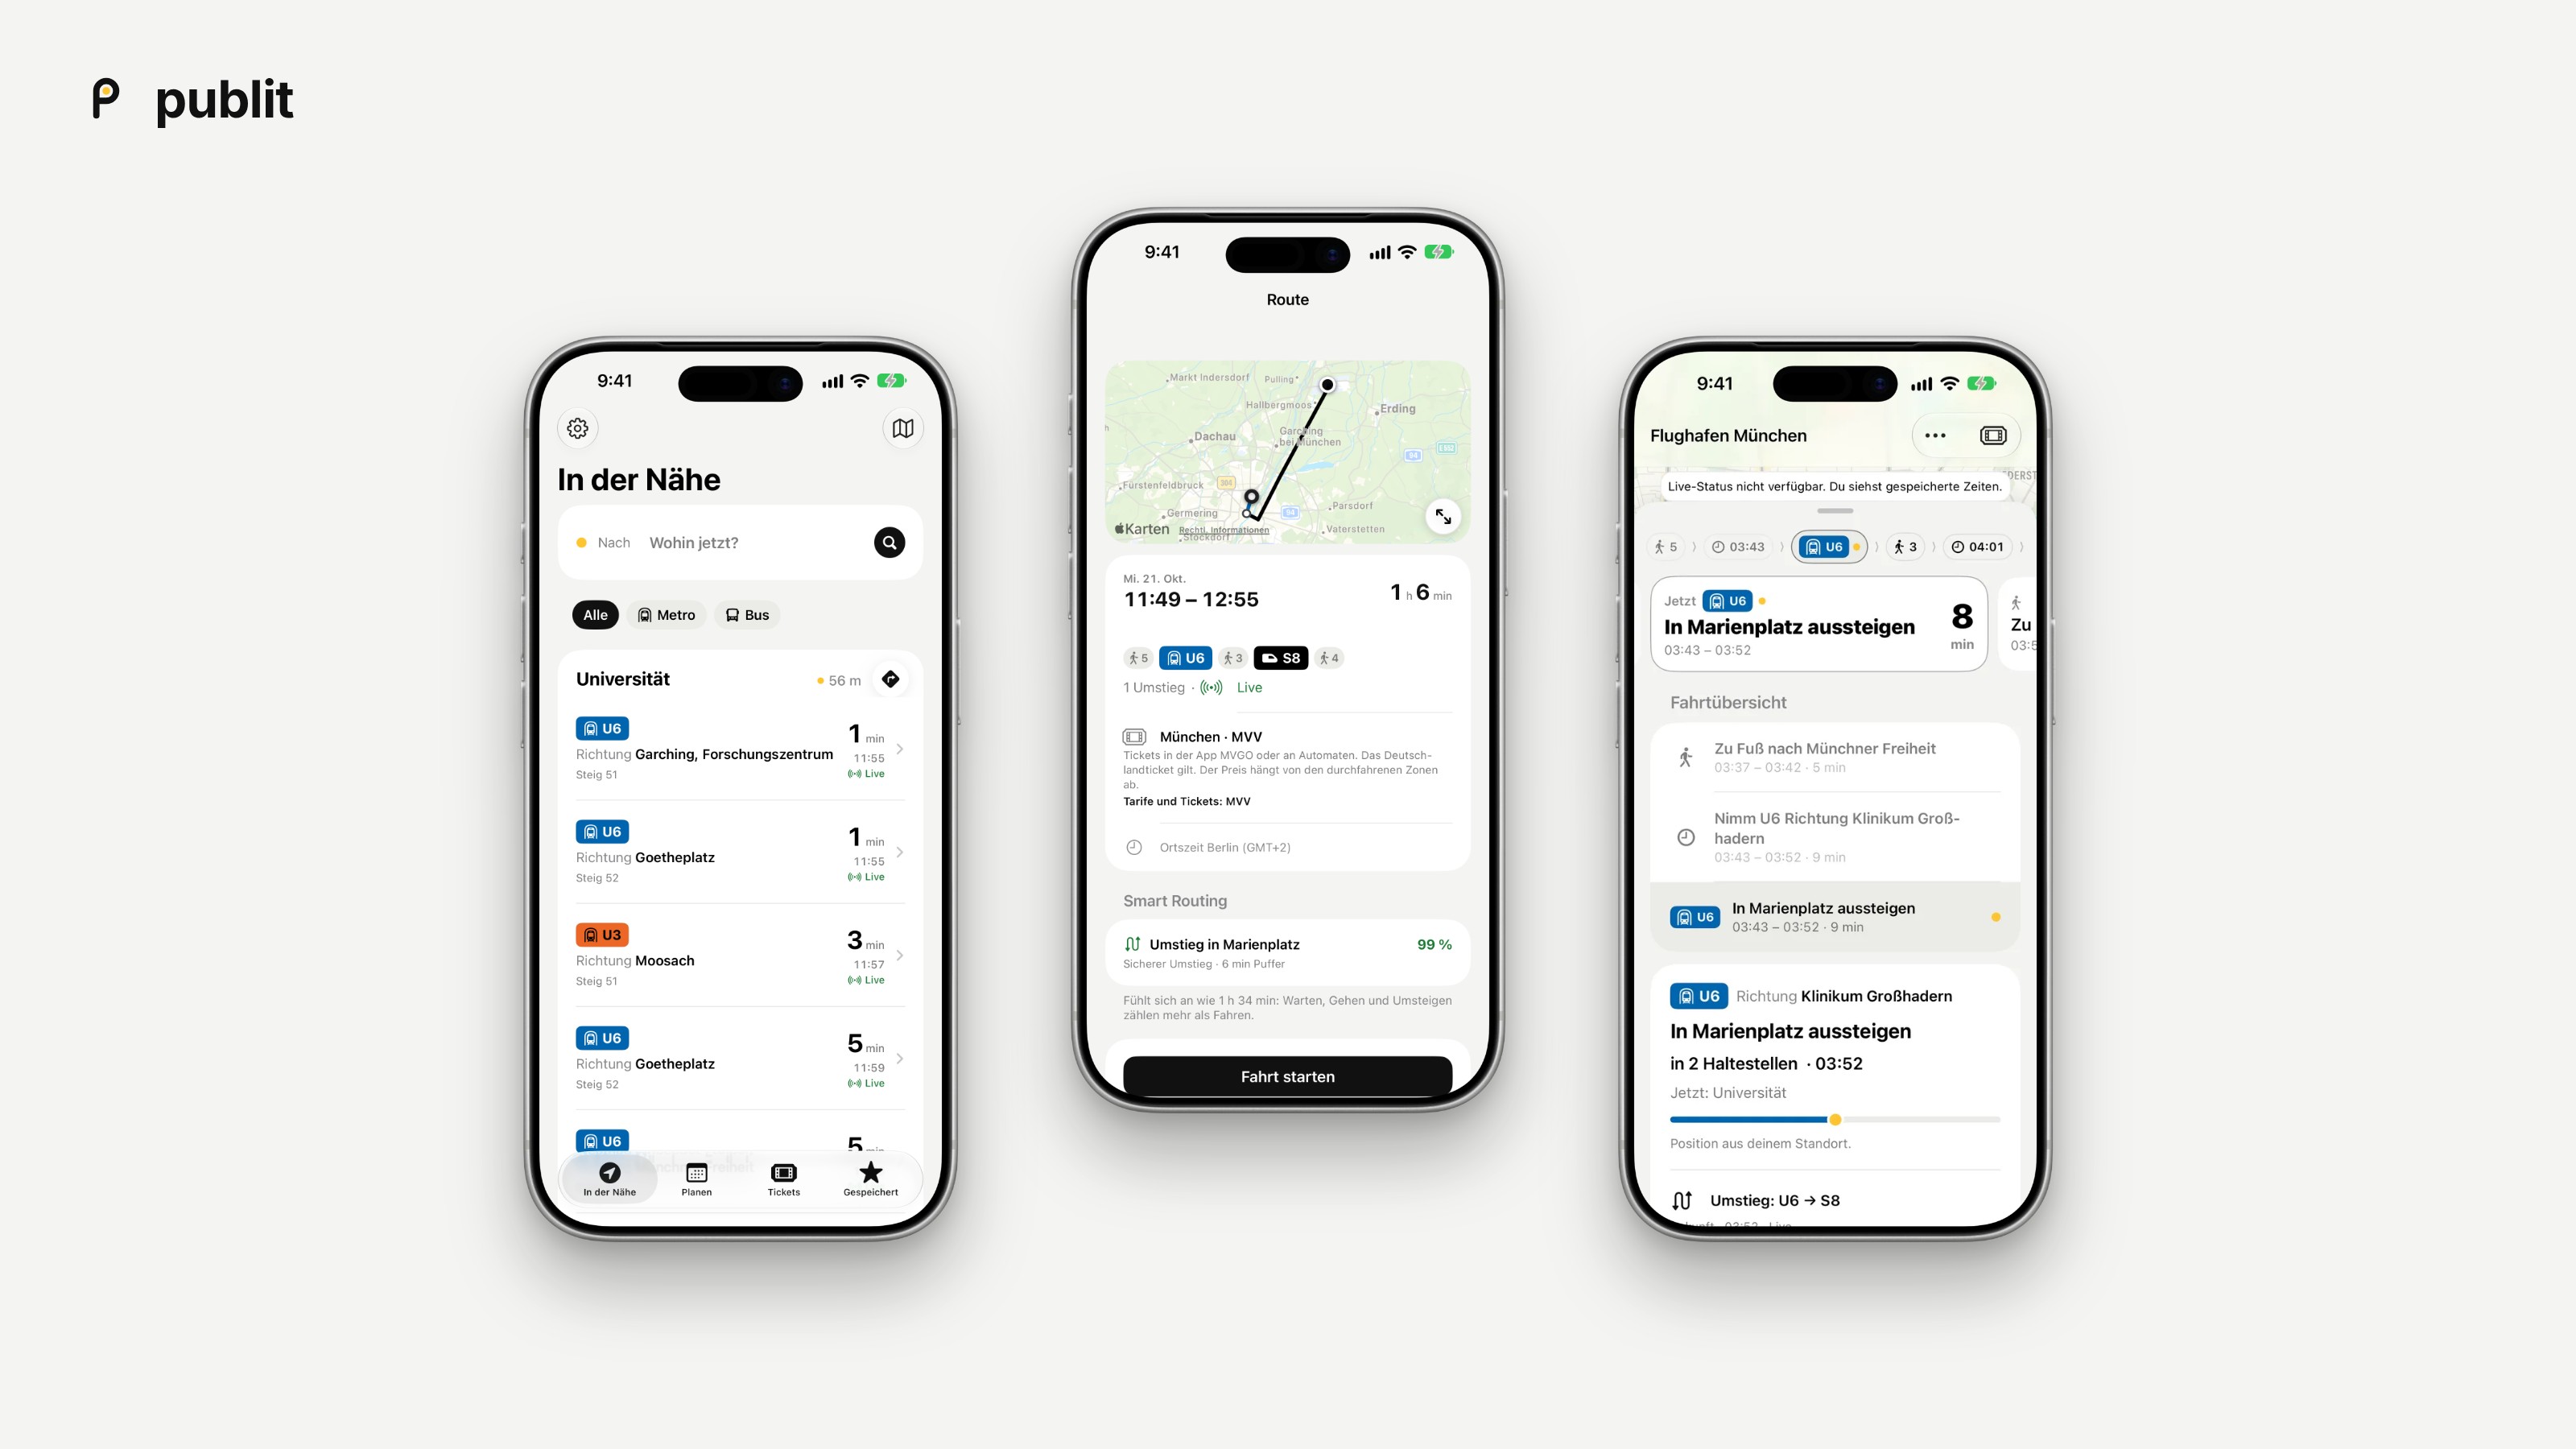 publit
9:41
In der Nähe
Nach Wohin jetzt?
Alle Metro Bus
Universität 56 m
U6 1 min
Richtung Garching, Forschungszentrum 11:55
Steig 51 Live
U6 1 min
Richtung Goetheplatz 11:55
Steig 52 Live
U3 3 min
Richtung Moosach 11:57
Steig 51 Live
U6 5 min
Richtung Goetheplatz 11:59
Steig 52 Live
U6 5 min
In der Nähe Planen Tickets Gespeichert
9:41
Route
Markt Indersdorf Pulling
Hallbergmoos Erding
Dachau Garching bei München
Fürstenfeldbruck
Germering Parsdorf
Karten Rechtl. Informationen Vaterstetten
Stockdorf
Mi. 21. Okt.
11:49 – 12:55 1 h 6 min
5 U6 3 S8 4
1 Umstieg · Live
München · MVV
Tickets in der App MVGO oder an Automaten. Das Deutsch-
landticket gilt. Der Preis hängt von den durchfahrenen Zonen
ab.
Tarife und Tickets: MVV
Ortszeit Berlin (GMT+2)
Smart Routing
Umstieg in Marienplatz 99 %
Sicherer Umstieg · 6 min Puffer
Fühlt sich an wie 1 h 34 min: Warten, Gehen und Umsteigen
zählen mehr als Fahren.
Fahrt starten
9:41
Flughafen München
Live-Status nicht verfügbar. Du siehst gespeicherte Zeiten.
5 03:43 U6 3 04:01
Jetzt U6
In Marienplatz aussteigen 8 min
03:43 – 03:52
Zu
Fahrtübersicht
Zu Fuß nach Münchner Freiheit
03:37 – 03:42 · 5 min
Nimm U6 Richtung Klinikum Groß-
hadern
03:43 – 03:52 · 9 min
U6 In Marienplatz aussteigen
03:43 – 03:52 · 9 min
U6 Richtung Klinikum Großhadern
In Marienplatz aussteigen
in 2 Haltestellen · 03:52
Jetzt: Universität
Position aus deinem Standort.
Umstieg: U6 → S8